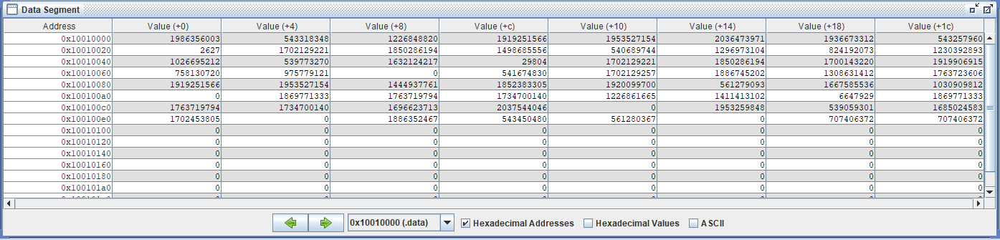 Data Segment
Address Value (+0) Value (+4) Value (+8) Value (+c) Value (+10) Value (+14) Value (+18) Value (+1c)
0x10010000 1986356003 543318348 1226848820 1919251566 1953527154 2036473971 1936673312 543257960
0x10010020 2627 1702129221 1850286194 1498685556 540689744 1296973104 824192073 1230392893
0x10010040 1026695212 539773270 1632124217 29804 1702129221 1850286194 1700143220 1919906915
0x10010060 758130720 975779121 0 541674830 1702129257 1886745202 1308631412 1763723606
0x10010080 1919251566 1953527154 1444937761 1852383305 1920099700 561279093 1667585536 1030909812
0x100100a0 0 1869771333 1763719794 1734700140 1226861665 1411413102 6647929 1869771333
0x100100c0 1763719794 1734700140 1696623713 2037544046 0 1953259848 539059301 1685024583
0x100100e0 1702453805 0 1886352467 543450480 561280367 0 707406372 707406372
0x10010100 0 0 0 0 0 0 0 0
0x10010120 0 0 0 0 0 0 0 0
0x10010140 0 0 0 0 0 0 0 0
0x10010160 0 0 0 0 0 0 0 0
0x10010180 0 0 0 0 0 0 0 0
0x100101a0 0 0 0 0 0 0 0 0
0x10010000 (.data) Hexadecimal Addresses Hexadecimal Values ASCII